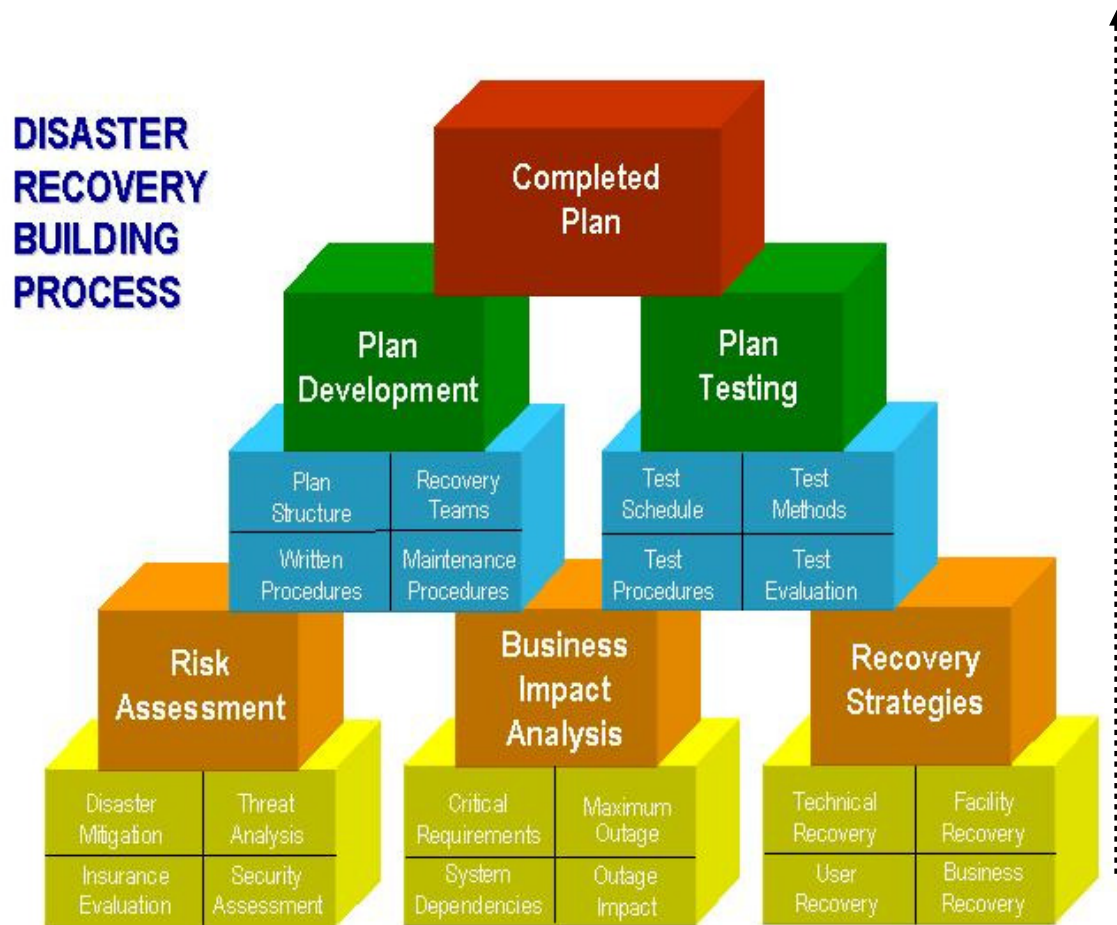 DISASTER
RECOVERY
BUILDING
PROCESS
Completed
Plan
Plan
Development
Plan
Testing
Plan
Structure
Recovery
Teams
Written
Procedures
Maintenance
Procedures
Test
Schedule
Test
Methods
Test
Procedures
Test
Evaluation
Risk
Assessment
Business
Impact
Analysis
Recovery
Strategies
Disaster
Mitigation
Threat
Analysis
Insurance
Evaluation
Security
Assessment
Critical
Requirements
Maximum
Outage
System
Dependencies
Outage
Impact
Technical
Recovery
Facility
Recovery
User
Recovery
Business
Recovery